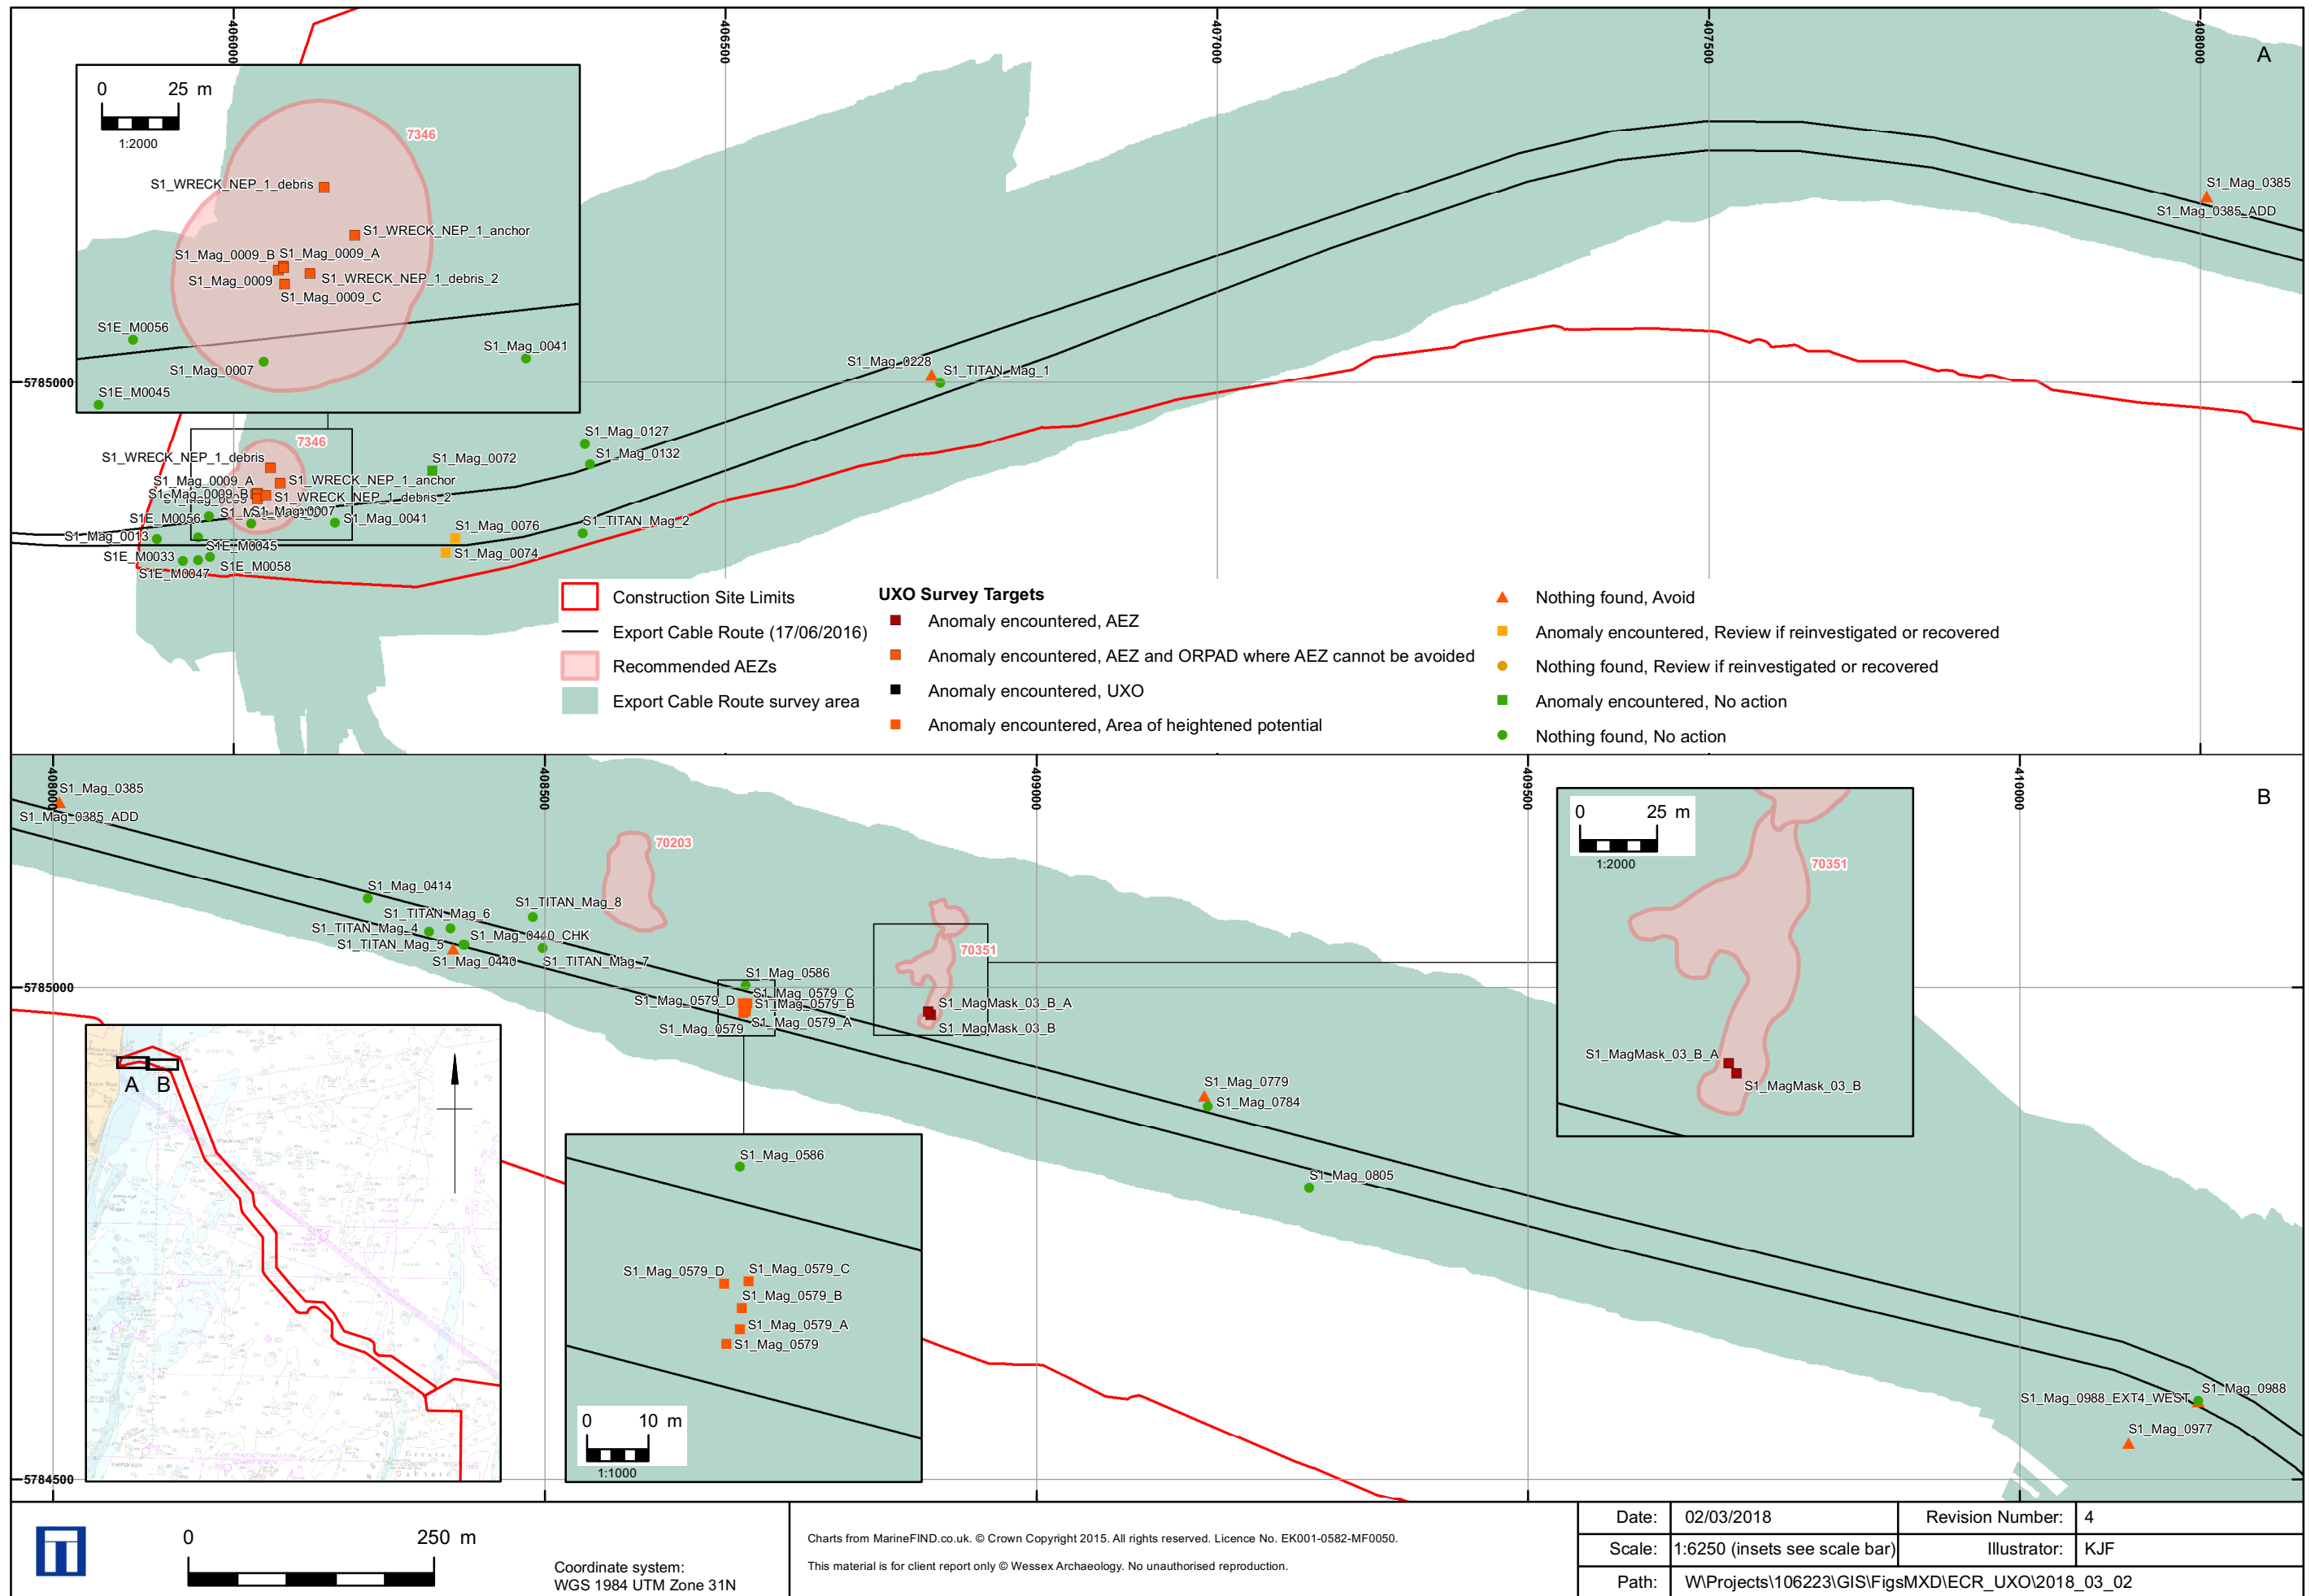 406000
406500
407000
407500
408000
A
0 25 m
1:2000
7346
S1_WRECK_NEP_1_debris
S1_WRECK_NEP_1_anchor
S1_Mag_0009_B
S1_Mag_0009_A
S1_Mag_0009
S1_WRECK_NEP_1_debris_2
S1_Mag_0009_C
S1E_M0056
S1_Mag_0041
S1_Mag_0007
S1E_M0045
S1_Mag_0385
S1_Mag_0385_ADD
S1_Mag_0228
S1_TITAN_Mag_1
5785000
7346
S1_Mag_0127
S1_Mag_0132
S1_WRECK_NEP_1_debris
S1_Mag_0072
S1_Mag_0009_A
S1_WRECK_NEP_1_anchor
S1_Mag_0009_B
S1_WRECK_NEP_1_debris_2
S1E_M0056
S1_Mag_0007
S1_Mag_0041
S1_Mag_0076
S1_TITAN_Mag_2
S1_Mag_0013
S1E_M0045
S1_Mag_0074
S1E_M0033
S1E_M0058
S1E_M0047
Construction Site Limits
Export Cable Route (17/06/2016)
Recommended AEZs
Export Cable Route survey area
UXO Survey Targets
Anomaly encountered, AEZ
Anomaly encountered, AEZ and ORPAD where AEZ cannot be avoided
Anomaly encountered, UXO
Anomaly encountered, Area of heightened potential
Nothing found, Avoid
Anomaly encountered, Review if reinvestigated or recovered
Nothing found, Review if reinvestigated or recovered
Anomaly encountered, No action
Nothing found, No action
408000
408500
409000
409500
410000
B
S1_Mag_0385
S1_Mag_0385_ADD
70203
S1_Mag_0414
S1_TITAN_Mag_6
S1_TITAN_Mag_8
S1_TITAN_Mag_4
S1_Mag_0440_CHK
S1_TITAN_Mag_5
S1_Mag_0440
S1_TITAN_Mag_7
70351
5785000
S1_Mag_0586
S1_Mag_0579_C
S1_Mag_0579_D
S1_Mag_0579_B
S1_Mag_0579_A
S1_Mag_0579
S1_MagMask_03_B_A
S1_MagMask_03_B
0 25 m
1:2000
70351
S1_MagMask_03_B_A
S1_MagMask_03_B
S1_Mag_0779
S1_Mag_0784
S1_Mag_0805
A B
S1_Mag_0586
S1_Mag_0579_D
S1_Mag_0579_C
S1_Mag_0579_B
S1_Mag_0579_A
S1_Mag_0579
0 10 m
1:1000
S1_Mag_0988
S1_Mag_0988_EXT4_WEST
S1_Mag_0977
5784500
0 250 m
Coordinate system:
WGS 1984 UTM Zone 31N
Charts from MarineFIND.co.uk. © Crown Copyright 2015. All rights reserved. Licence No. EK001-0582-MF0050.
This material is for client report only © Wessex Archaeology. No unauthorised reproduction.
Date: 02/03/2018 Revision Number: 4
Scale: 1:6250 (insets see scale bar) Illustrator: KJF
Path: W\Projects\106223\GIS\FigsMXD\ECR_UXO\2018_03_02